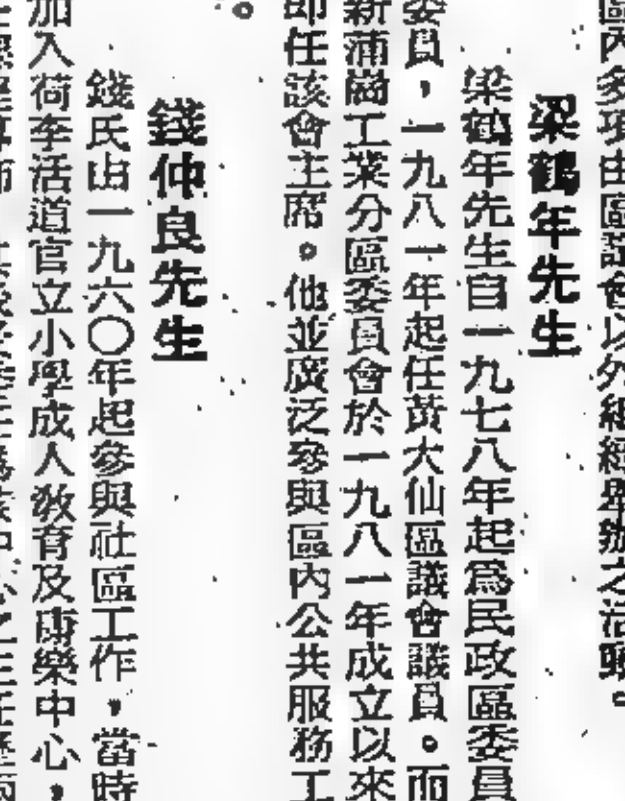 區內多項由區議會以外組織舉辦之活動。
梁鶴年先生
梁鶴年先生自一九七八年起爲民政區委員
委員，一九八一年起任黃大仙區議會議員。而
新蒲崗工業分區委員會於一九八一年成立以來
卽任該會主席。他並廣泛參與區內公共服務工
。
錢仲良先生
錢氏由一九六〇年起參與社區工作，當時
加入荷李活道官立小學成人敎育及康樂中心，